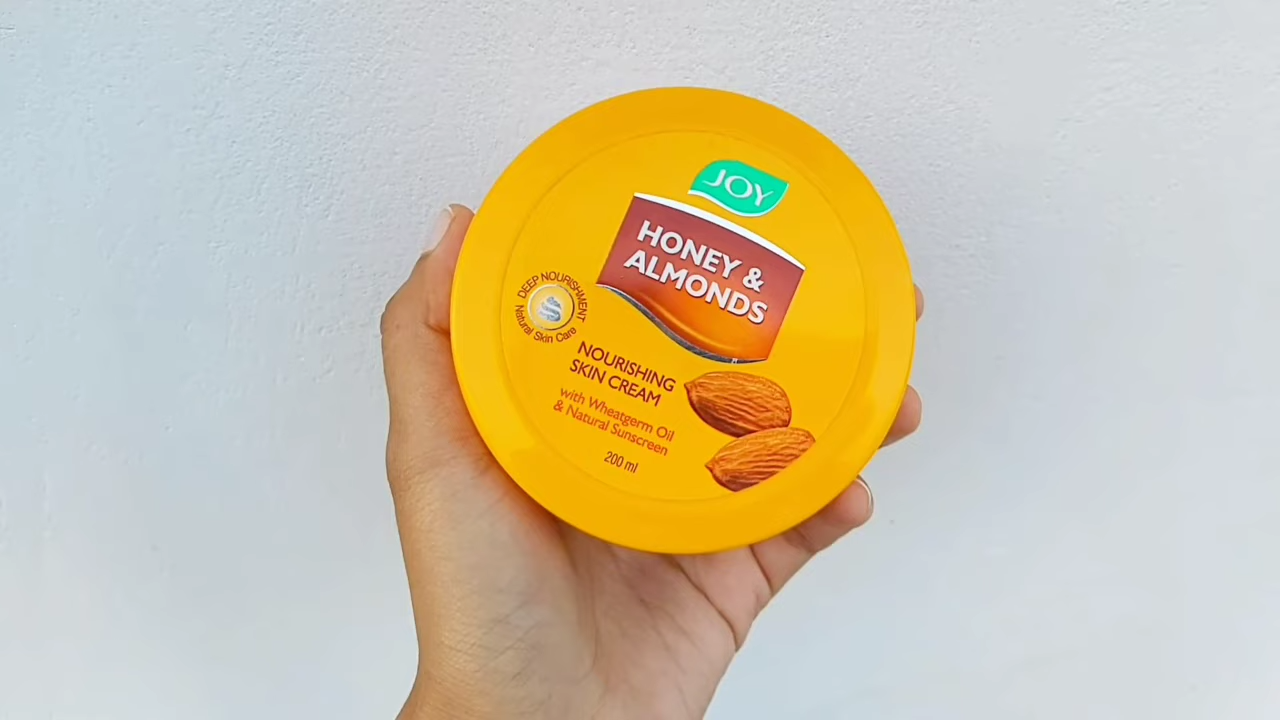 JOY
HONEY &
ALMONDS
DEEP NOURISHMENT
Natural Skin Care
NOURISHING
SKIN CREAM
with Wheatgerm Oil
& Natural Sunscreen
200 ml